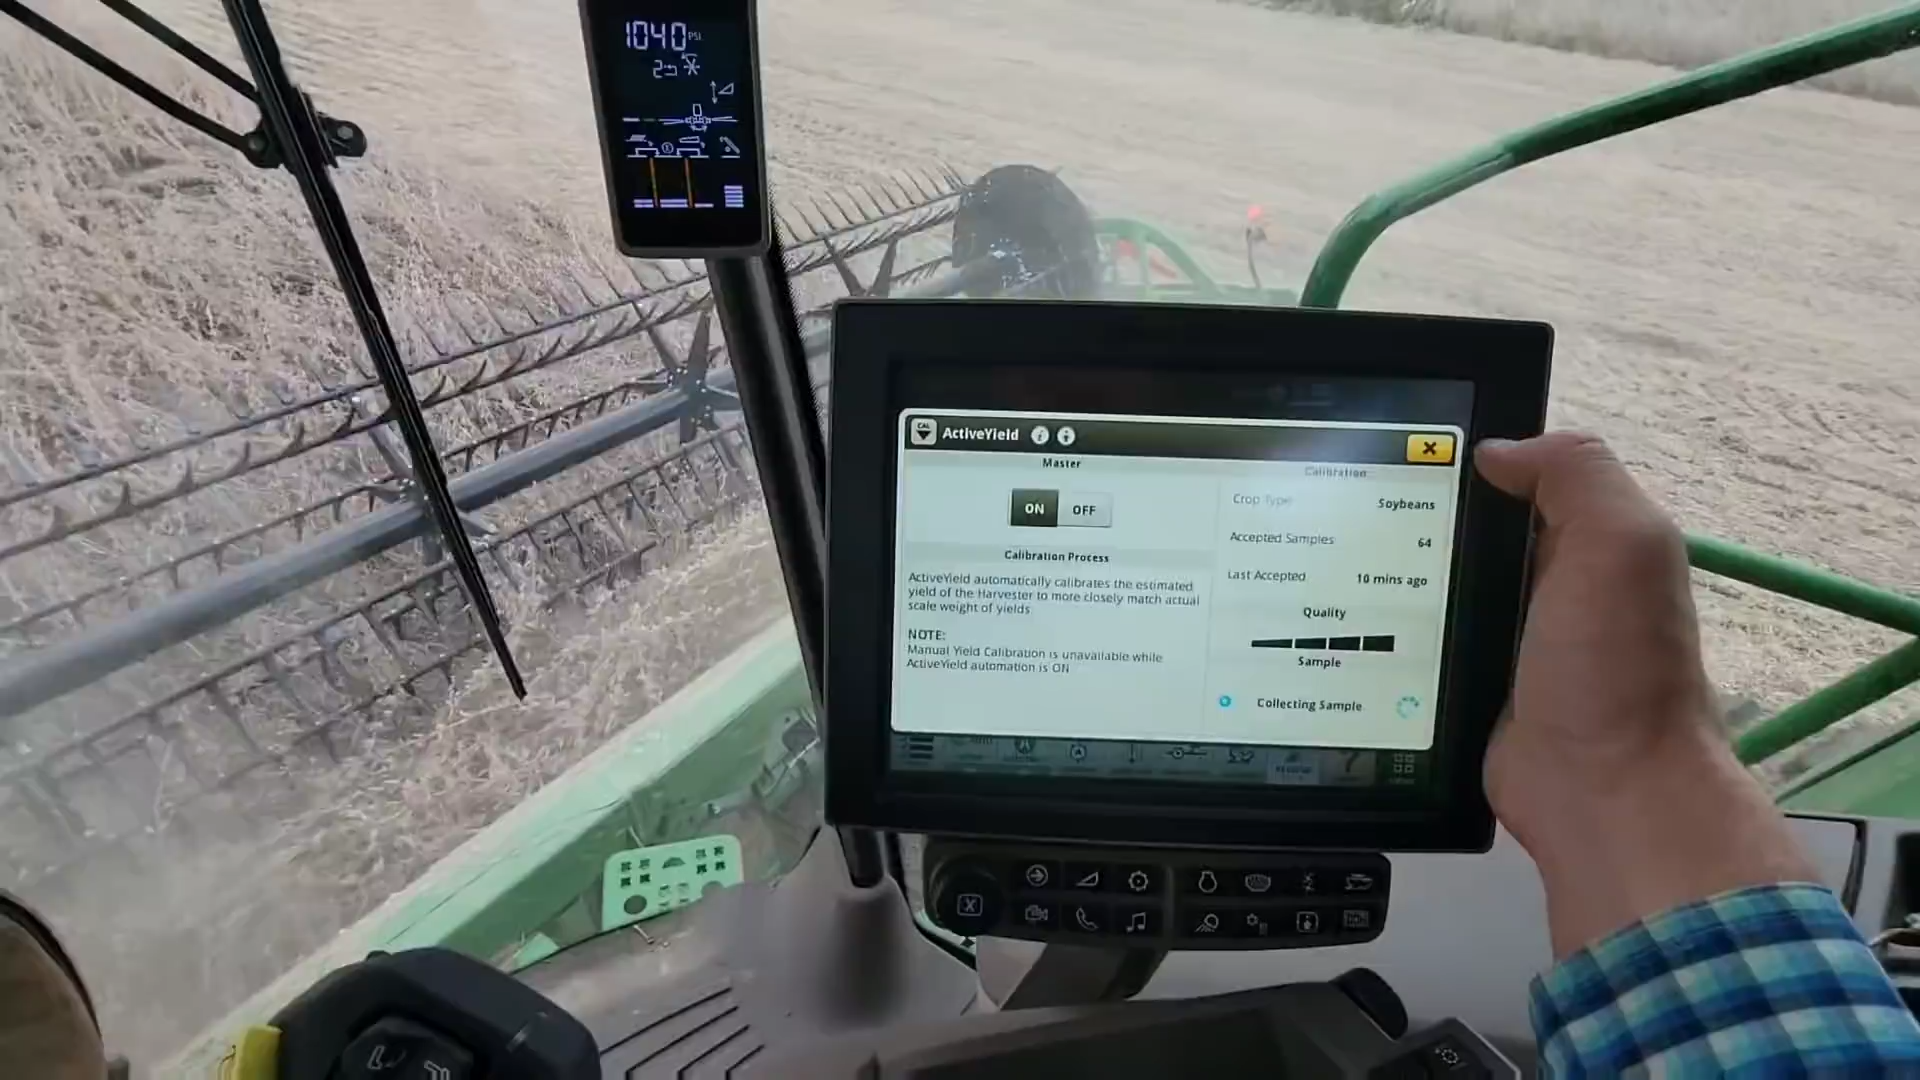 1040 PSI
2
CAL
ActiveYield
Master
ON OFF
Calibration Process
ActiveYield automatically calibrates the estimated
yield of the Harvester to more closely match actual
scale weight of yields
NOTE:
Manual Yield Calibration is unavailable while
ActiveYield automation is ON
Calibration
Crop Type Soybeans
Accepted Samples 64
Last Accepted 10 mins ago
Quality
Sample
Collecting Sample